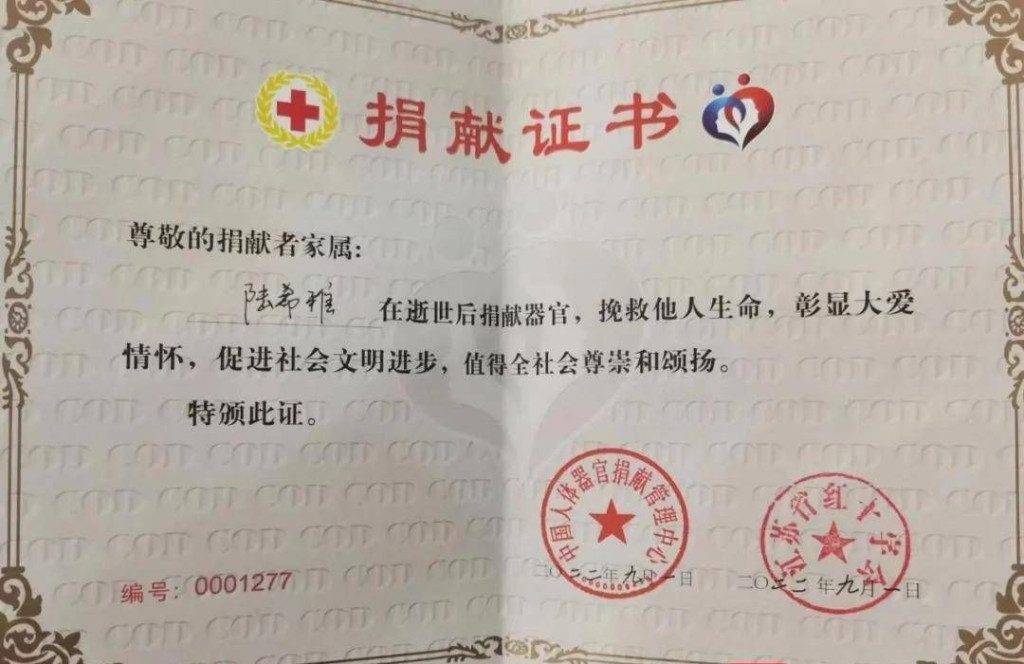 捐献证书
尊敬的捐献者家属:
陆希雅 在逝世后捐献器官,挽救他人生命,彰显大爱
情怀,促进社会文明进步,值得全社会尊崇和颂扬。
特颁此证。
中国人体器官捐献管理中心
江苏省红十字会
二〇二二年九月一日
二〇二二年九月一日
编号: 0001277